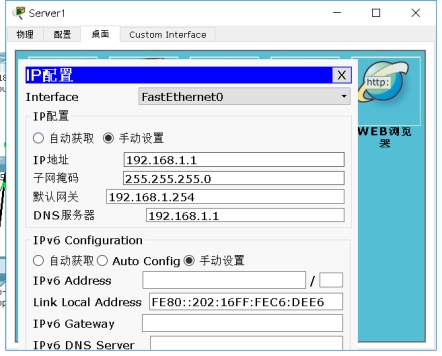 Server1
物理 配置 桌面 Custom Interface
IP配置 X
http:
Interface FastEthernet0
WEB浏览器
IP配置
自动获取 手动设置
IP地址 192.168.1.1
子网掩码 255.255.255.0
默认网关 192.168.1.254
DNS服务器 192.168.1.1
IPv6 Configuration
自动获取 Auto Config 手动设置
IPv6 Address /
Link Local Address FE80::202:16FF:FEC6:DEE6
IPv6 Gateway
IPv6 DNS Server